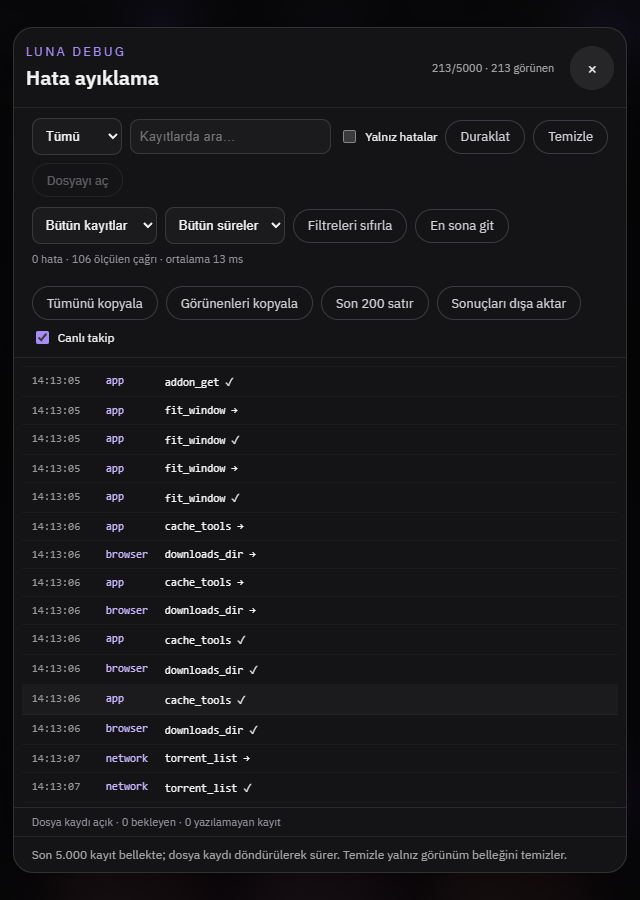 LUNA DEBUG
Hata ayıklama
213/5000 · 213 görünen
×
Tümü
Kayıtlarda ara...
Yalnız hatalar
Duraklat
Temizle
Dosyayı aç
Bütün kayıtlar
Bütün süreler
Filtreleri sıfırla
En sona git
0 hata · 106 ölçülen çağrı · ortalama 13 ms
Tümünü kopyala
Görünenleri kopyala
Son 200 satır
Sonuçları dışa aktar
Canlı takip
14:13:05 app addon_get ✓
14:13:05 app fit_window →
14:13:05 app fit_window ✓
14:13:05 app fit_window →
14:13:05 app fit_window ✓
14:13:06 app cache_tools →
14:13:06 browser downloads_dir →
14:13:06 app cache_tools →
14:13:06 browser downloads_dir →
14:13:06 app cache_tools ✓
14:13:06 browser downloads_dir ✓
14:13:06 app cache_tools ✓
14:13:06 browser downloads_dir ✓
14:13:07 network torrent_list →
14:13:07 network torrent_list ✓
Dosya kaydı açık · 0 bekleyen · 0 yazılamayan kayıt
Son 5.000 kayıt bellekte; dosya kaydı döndürülerek sürer. Temizle yalnız görünüm belleğini temizler.